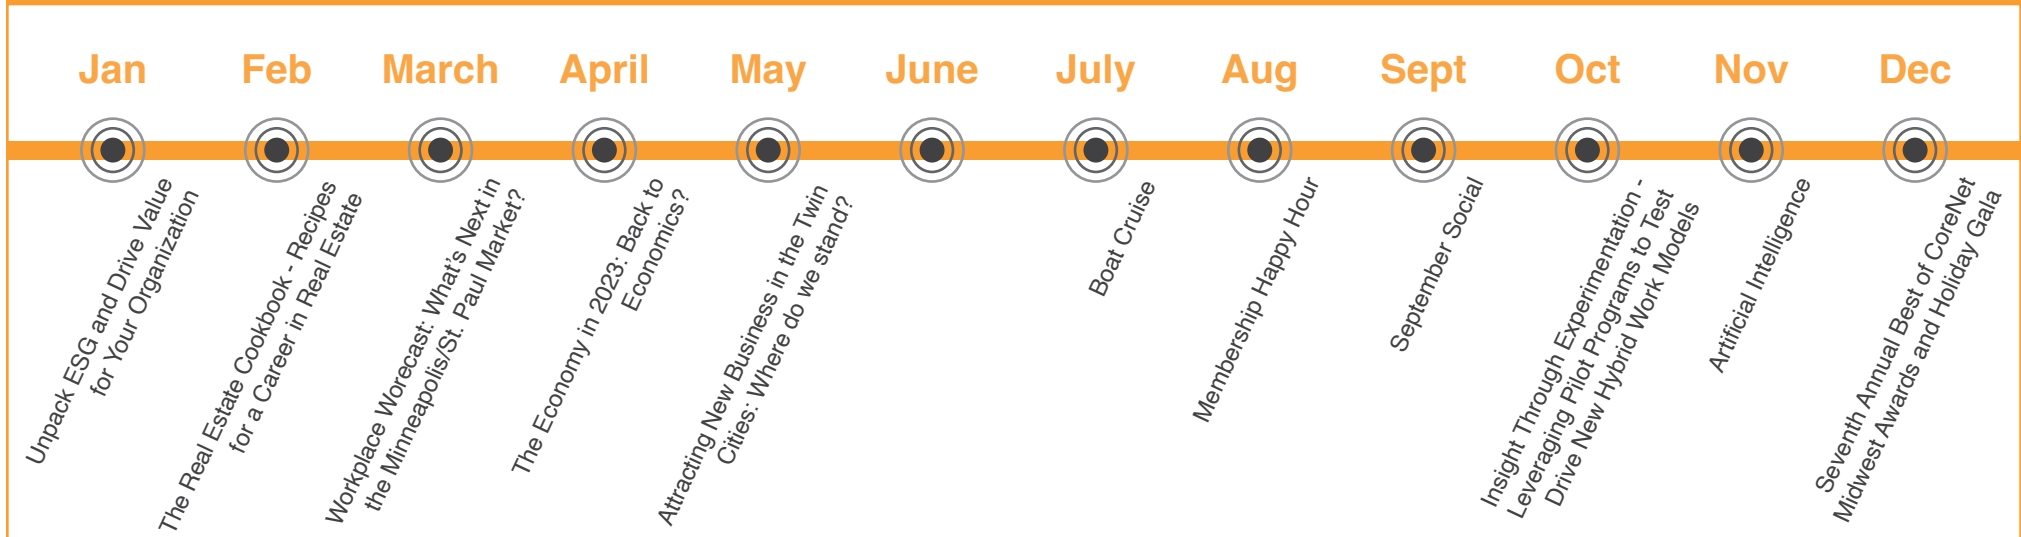 Jan
Feb
March
April
May
June
July
Aug
Sept
Oct
Nov
Dec
Unpack ESG and Drive Value
for Your Organization
The Real Estate Cookbook - Recipes
for a Career in Real Estate
Workplace Worecast: What's Next in
the Minneapolis/St. Paul Market?
The Economy in 2023: Back to
Economics?
Attracting New Business in the Twin
Cities: Where do we stand?
Boat Cruise
Membership Happy Hour
September Social
Insight Through Experimentation -
Leveraging Pilot Programs to Test
Drive New Hybrid Work Models
Artificial Intelligence
Seventh Annual Best of CoreNet
Midwest Awards and Holiday Gala